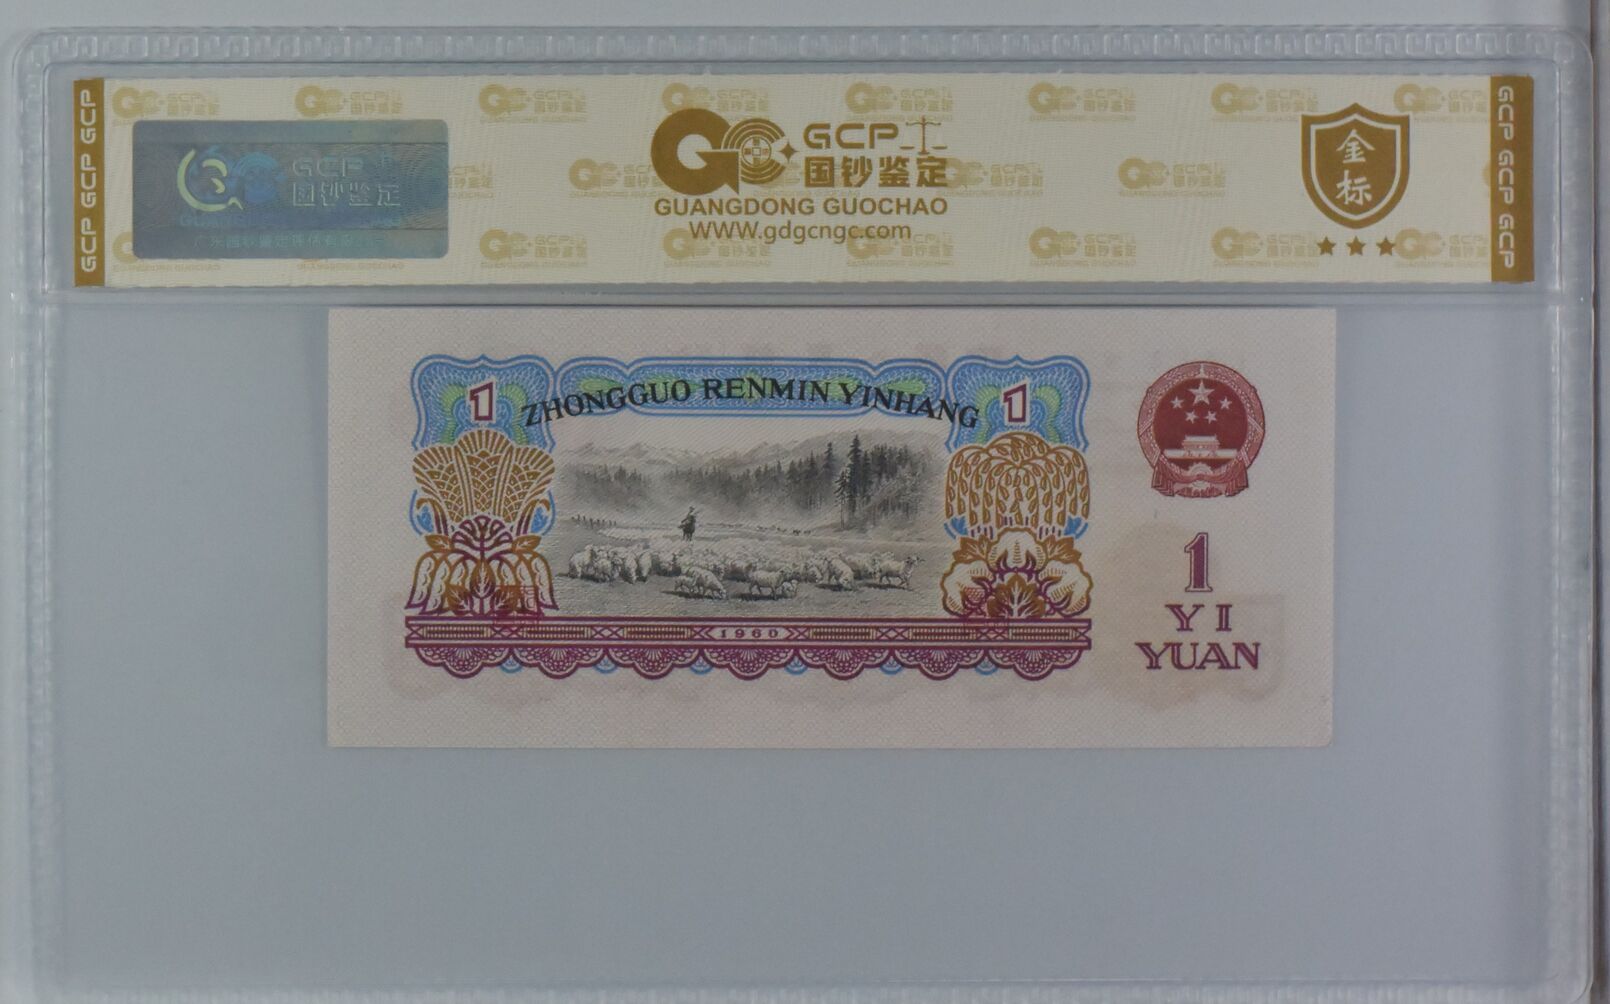 GCP GCP GCP
GCP
国钞鉴定
GCP
国钞鉴定
GUANGDONG GUOCHAO
WWW.gdgcngc.com
金
标
GCP GCP GCP
1
ZHONGGUO RENMIN YINHANG
1
1960
1
YI
YUAN